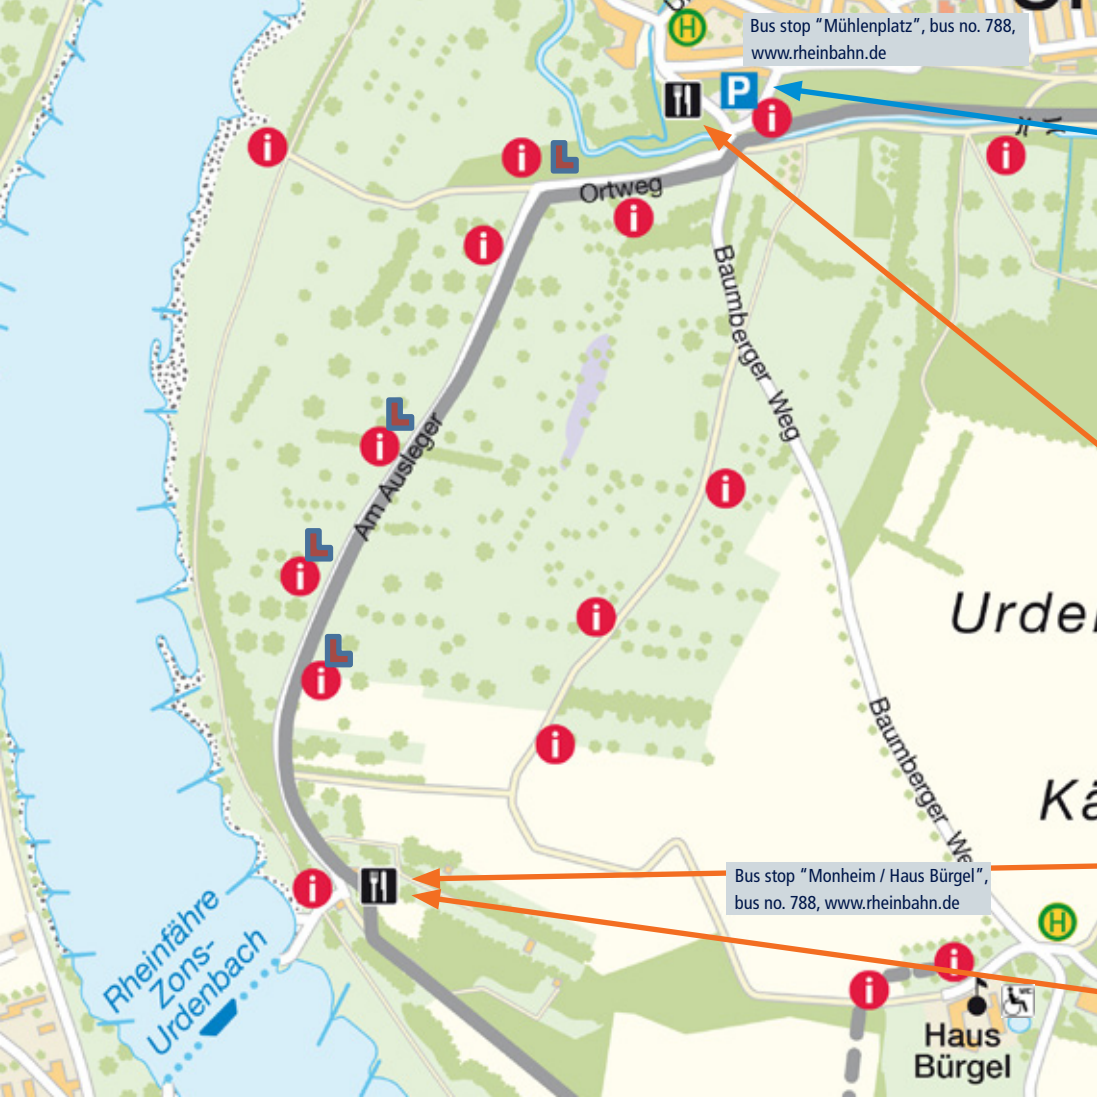 Bus stop “Mühlenplatz”, bus no. 788,
www.rheinbahn.de
H
P
i
i
i
L
i
Ortweg
i
i
Baumberger Weg
L
i
Am Ausleger
i
L
i
i
Urde
L
i
i
Baumberger We
Kä
Bus stop “Monheim / Haus Bürgel”,
bus no. 788, www.rheinbahn.de
i
H
Rheinfähre
Zons-
Urdenbach
i
i
WC
Haus
Bürgel